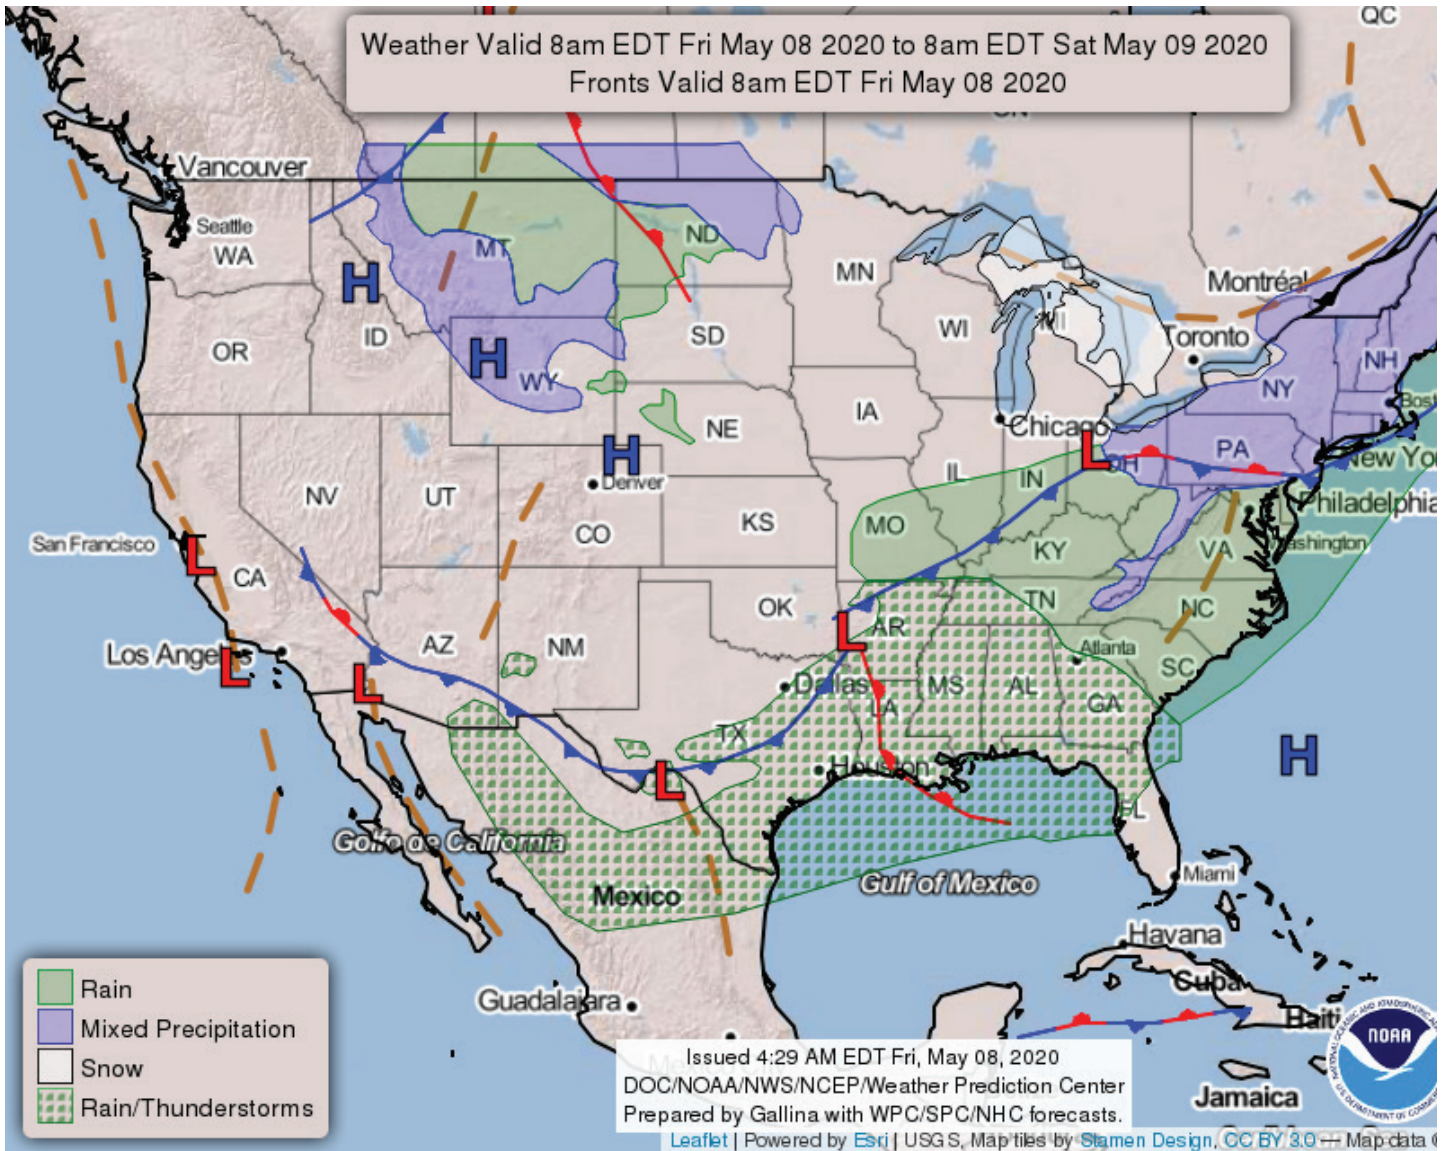 QC
Weather Valid 8am EDT Fri May 08 2020 to 8am EDT Sat May 09 2020
Fronts Valid 8am EDT Fri May 08 2020
Vancouver
Seattle
WA
MT
ND
MN
Montréal
H
ID
OR
SD
WI
MI
Toronto
NH
H
WY
NY
IA
Chicago
Bost
NE
H
L
OH
PA
New Yo
Denver
IL
IN
NV
UT
MO
Philadelphia
KS
CO
KY
VA
ashington
San Francisco
L
CA
OK
TN
NC
AZ
NM
L
AR
Atlanta
Los Angeles
L
L
Dallas
MS
AL
SC
LA
GA
TX
H
Houston
L
FL
Golfo de California
Gulf of Mexico
Miami
Mexico
Havana
Cuba
Guadalajara
Haiti
Rain
Mixed Precipitation
Snow
Rain/Thunderstorms
NOAA
Issued 4:29 AM EDT Fri, May 08, 2020
DOC/NOAA/NWS/NCEP/Weather Prediction Center
Prepared by Gallina with WPC/SPC/NHC forecasts.
Jamaica
Leaflet | Powered by Esri | USGS, Map tiles by Stamen Design, CC BY 3.0 — Map data ©